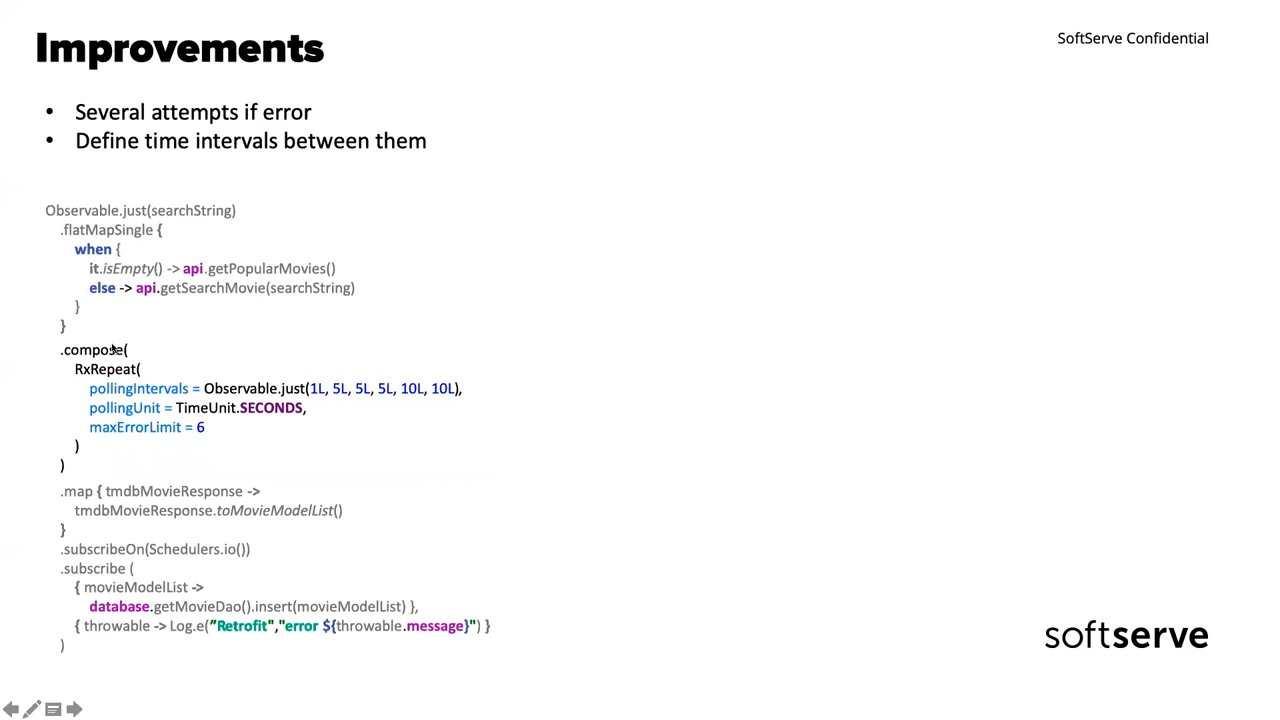 Improvements
SoftServe Confidential
• Several attempts if error
• Define time intervals between them
Observable.just(searchString)
.flatMapSingle {
when {
it.isEmpty() -> api.getPopularMovies()
else -> api.getSearchMovie(searchString)
}
}
.compose(
RxRepeat(
pollingIntervals = Observable.just(1L, 5L, 5L, 5L, 10L, 10L),
pollingUnit = TimeUnit.SECONDS,
maxErrorLimit = 6
)
)
.map { tmdbMovieResponse ->
tmdbMovieResponse.toMovieModelList()
}
.subscribeOn(Schedulers.io())
.subscribe (
{ movieModelList ->
database.getMovieDao().insert(movieModelList) },
{ throwable -> Log.e(”Retrofit","error ${throwable.message}") }
)
softserve